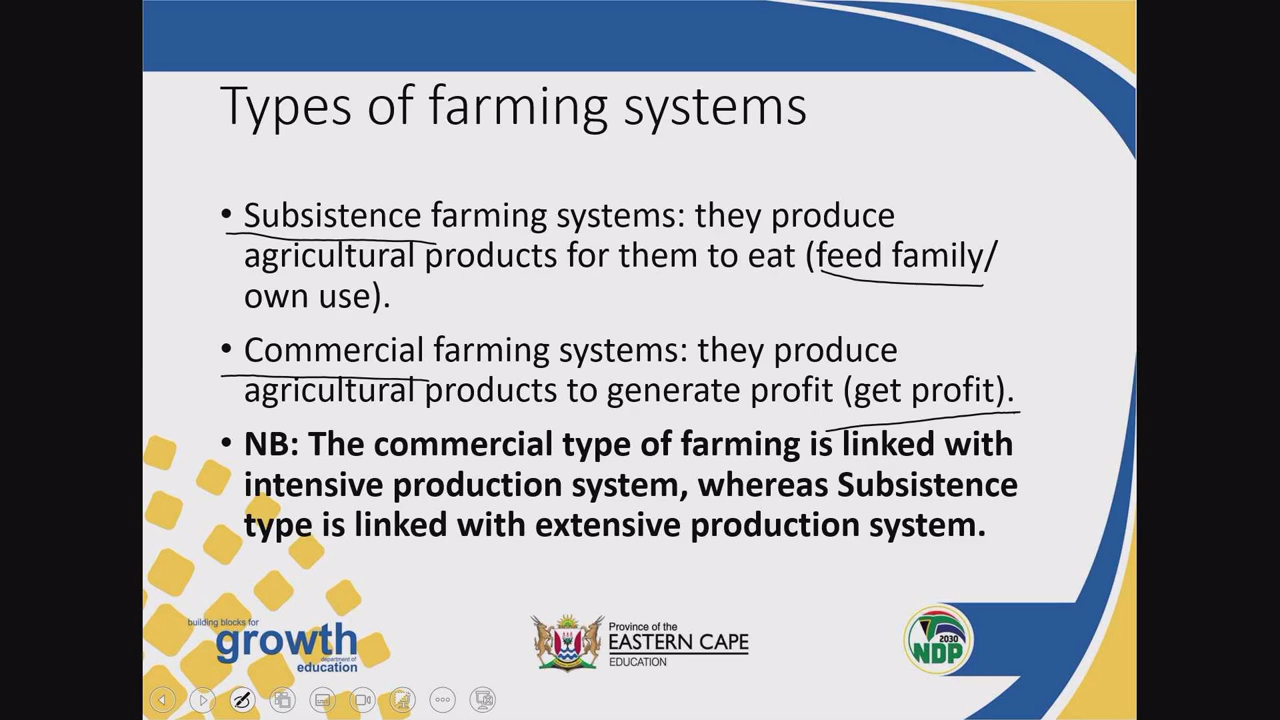 Types of farming systems
• Subsistence farming systems: they produce
agricultural products for them to eat (feed family/
own use).
• Commercial farming systems: they produce
agricultural products to generate profit (get profit).
• NB: The commercial type of farming is linked with
intensive production system, whereas Subsistence
type is linked with extensive production system.
building blocks for
growth
department of
education
Province of the
EASTERN CAPE
EDUCATION
2030
NDP